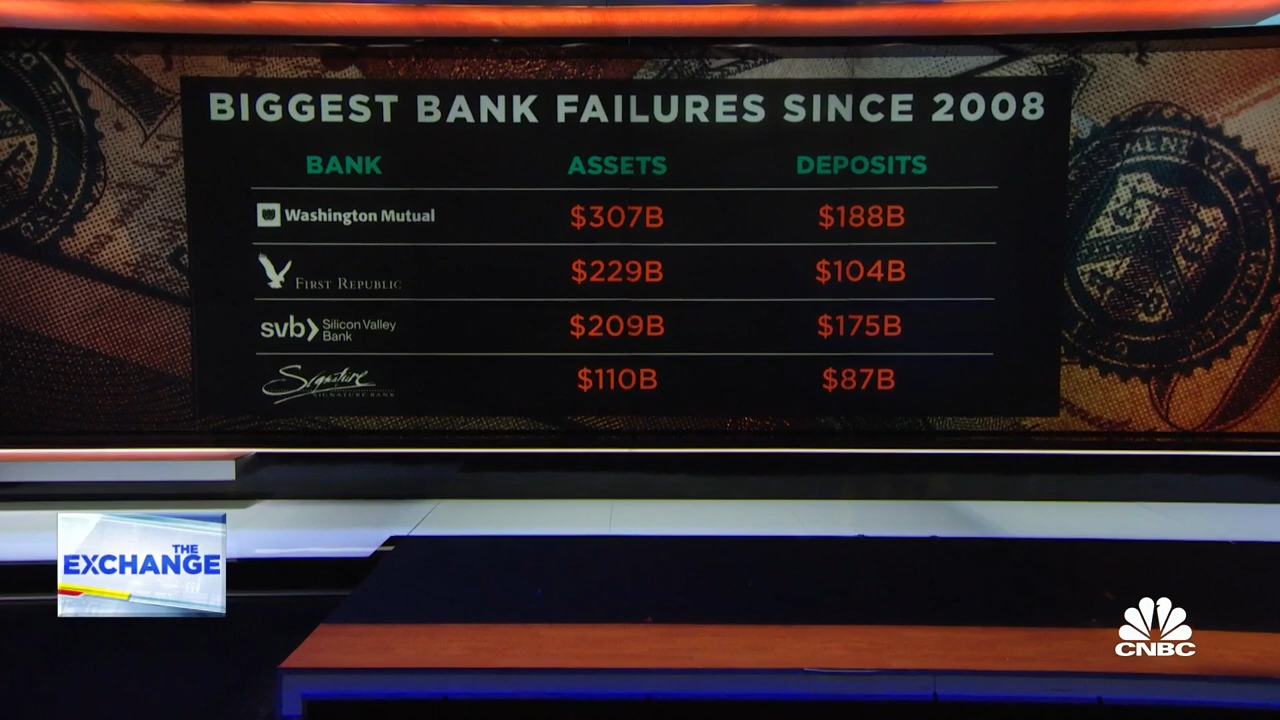 BIGGEST BANK FAILURES SINCE 2008
BANK ASSETS DEPOSITS
Washington Mutual $307B $188B
FIRST REPUBLIC $229B $104B
svb Silicon Valley Bank $209B $175B
Signature
SIGNATURE BANK $110B $87B
THE
EXCHANGE
CNBC